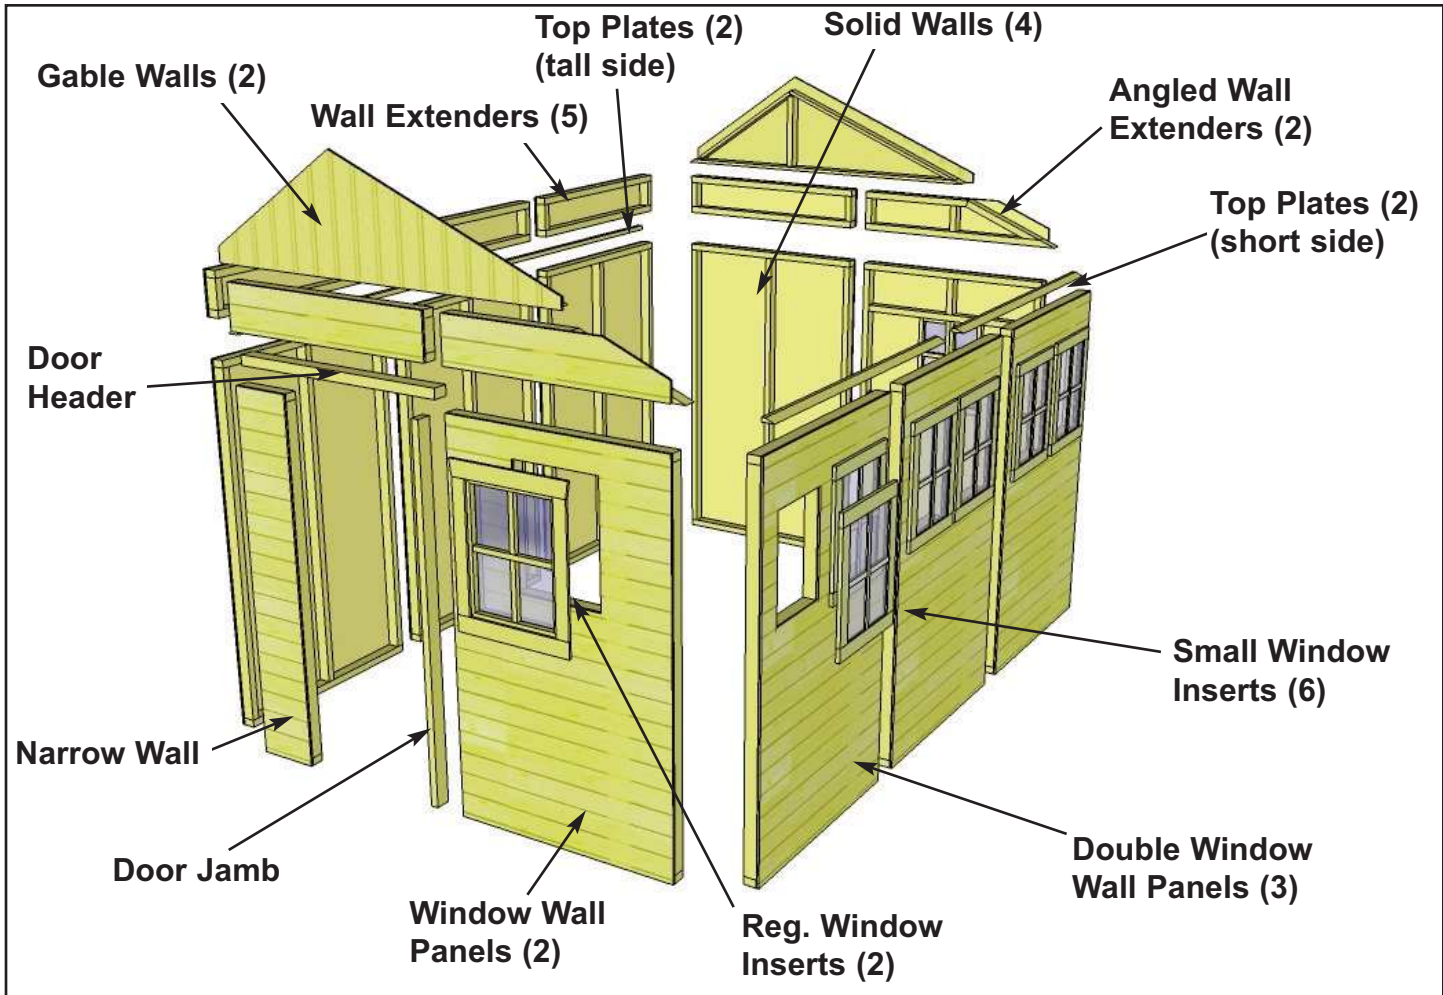 Top Plates (2)
(tall side)
Solid Walls (4)
Gable Walls (2)
Wall Extenders (5)
Angled Wall
Extenders (2)
Top Plates (2)
(short side)
Door
Header
Small Window
Inserts (6)
Narrow Wall
Door Jamb
Double Window
Wall Panels (3)
Window Wall
Panels (2)
Reg. Window
Inserts (2)